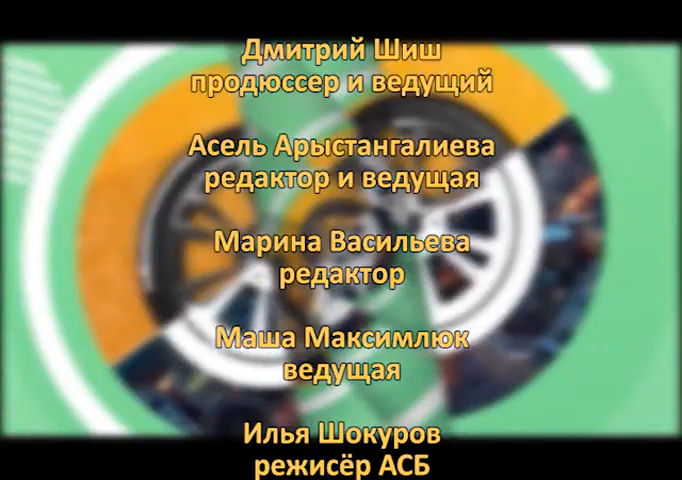 Дмитрий Шиш
продюссер и ведущий
Асель Арыстангалиева
редактор и ведущая
Марина Васильева
редактор
Маша Максимлюк
ведущая
Илья Шокуров
режисёр АСБ